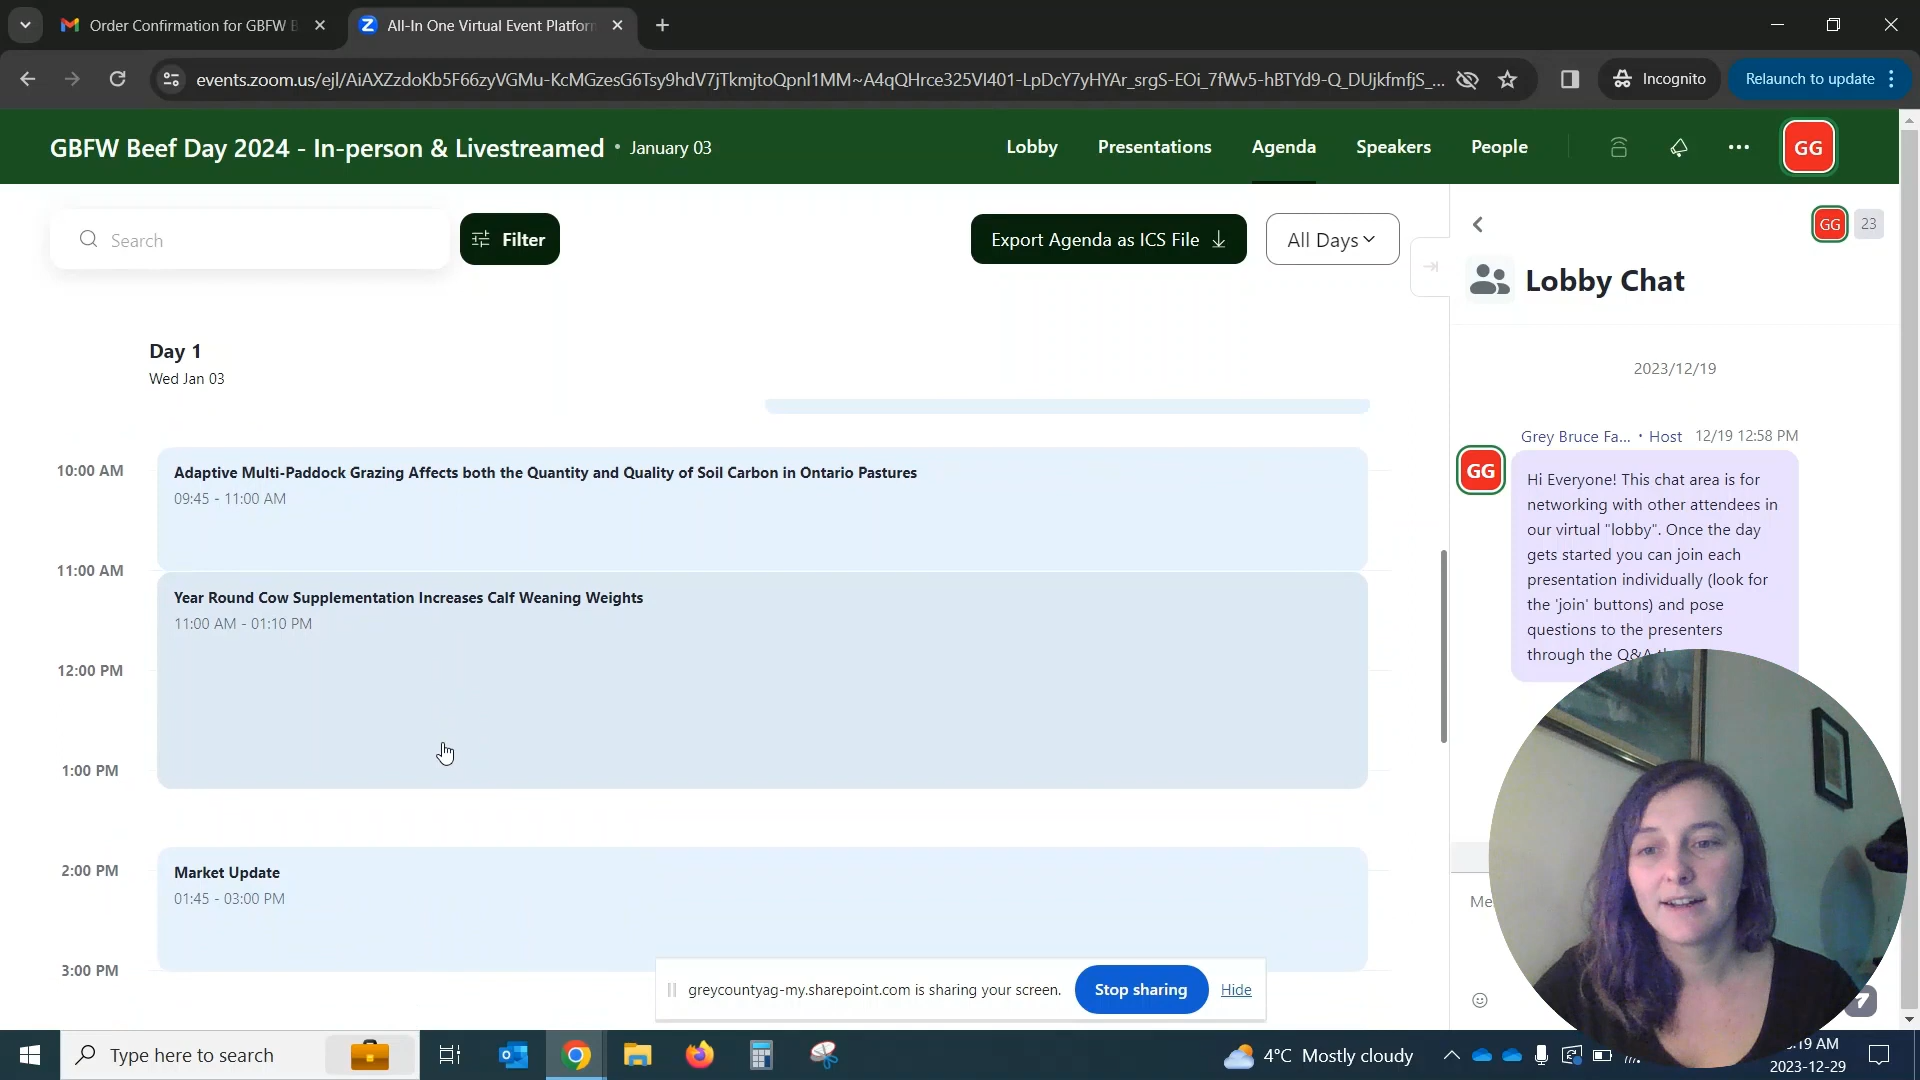 Order Confirmation for GBFW B
All-In One Virtual Event Platform
events.zoom.us/ejl/AiAXZzdoKb5F66zyVGMu-KcMGzesG6Tsy9hdV7jTkmjtoQpnl1MM~A4qQHrce325VI401-LpDcY7yHYAr_srgS-EOi_7fWv5-hBTYd9-Q_DUjkfmfjS_...
Incognito
Relaunch to update
GBFW Beef Day 2024 - In-person & Livestreamed • January 03
Lobby
Presentations
Agenda
Speakers
People
GG
Search
Filter
Export Agenda as ICS File
All Days
GG
23
Lobby Chat
Day 1
Wed Jan 03
10:00 AM
Adaptive Multi-Paddock Grazing Affects both the Quantity and Quality of Soil Carbon in Ontario Pastures
09:45 - 11:00 AM
11:00 AM
Year Round Cow Supplementation Increases Calf Weaning Weights
11:00 AM - 01:10 PM
12:00 PM
1:00 PM
2:00 PM
Market Update
01:45 - 03:00 PM
3:00 PM
2023/12/19
Grey Bruce Fa... • Host 12/19 12:58 PM
GG
Hi Everyone! This chat area is for
networking with other attendees in
our virtual "lobby". Once the day
gets started you can join each
presentation individually (look for
the 'join' buttons) and pose
questions to the presenters
through the Q&A
greycountyag-my.sharepoint.com is sharing your screen.
Stop sharing
Hide
Type here to search
4°C Mostly cloudy
:19 AM
2023-12-29